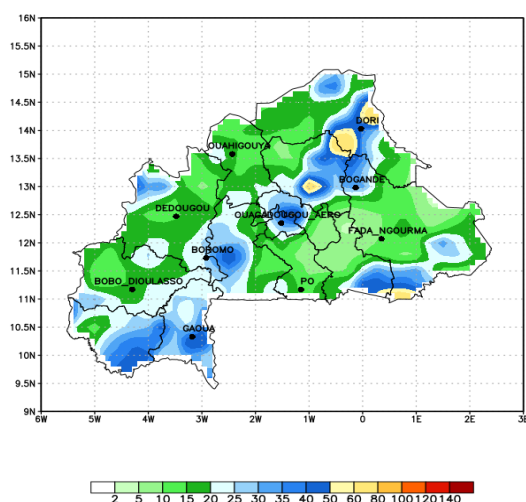 16N
15.5N
15N
14.5N
14N
13.5N
13N
12.5N
12N
11.5N
11N
10.5N
10N
9.5N
9N
6W 5W 4W 3W 2W 1W 0 1E 2E 3E
DORI
OUAHIGOUYA
BOGANDE
DEDOUGOU
FADA_NGOURMA
BOROMO
BOBO_DIOULASSO
PO
GAOUA
2 5 10 15 20 25 30 35 40 50 60 80 100 120 140